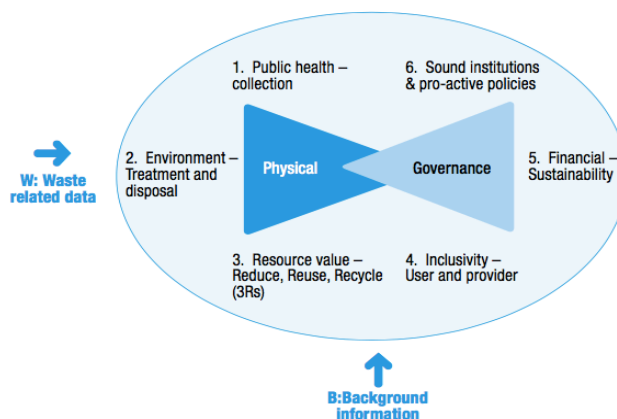 1. Public health –
collection
6. Sound institutions
& pro-active policies
W: Waste
related data
2. Environment –
Treatment and
disposal
Physical
Governance
5. Financial –
Sustainability
3. Resource value –
Reduce, Reuse, Recycle
(3Rs)
4. Inclusivity –
User and provider
B:Background
information